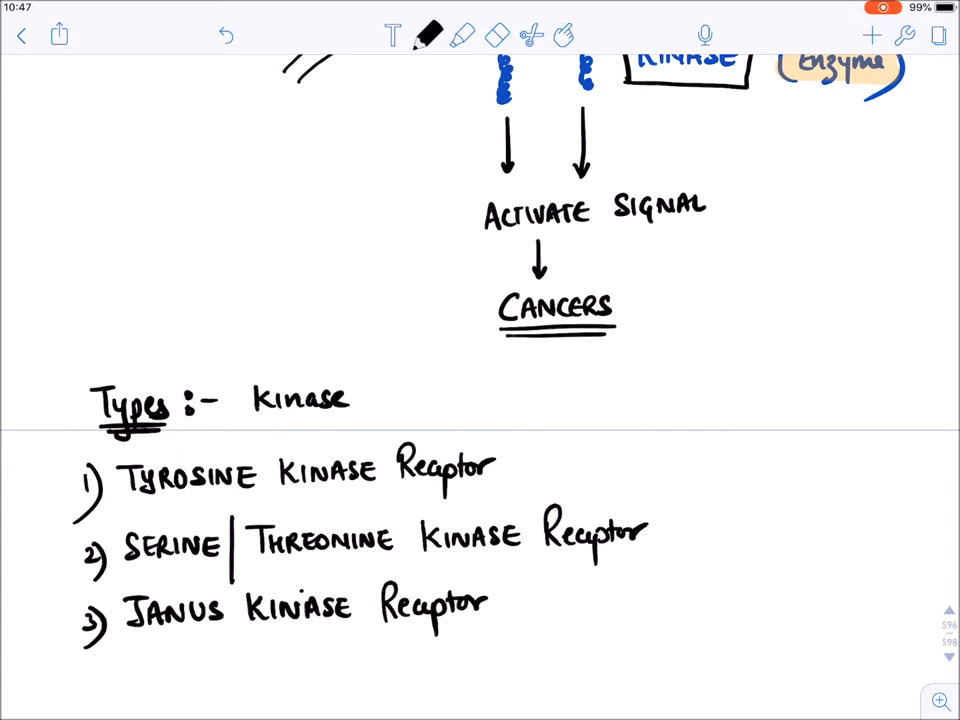 10:47
99%
T
KINASE
(Enzyme
ACTIVATE SIGNAL
CANCERS
Types :- Kinase
1) TYROSINE KINASE Receptor
2) SERINE | THREONINE KINASE Receptor
3) JANUS KINASE Receptor
596
598